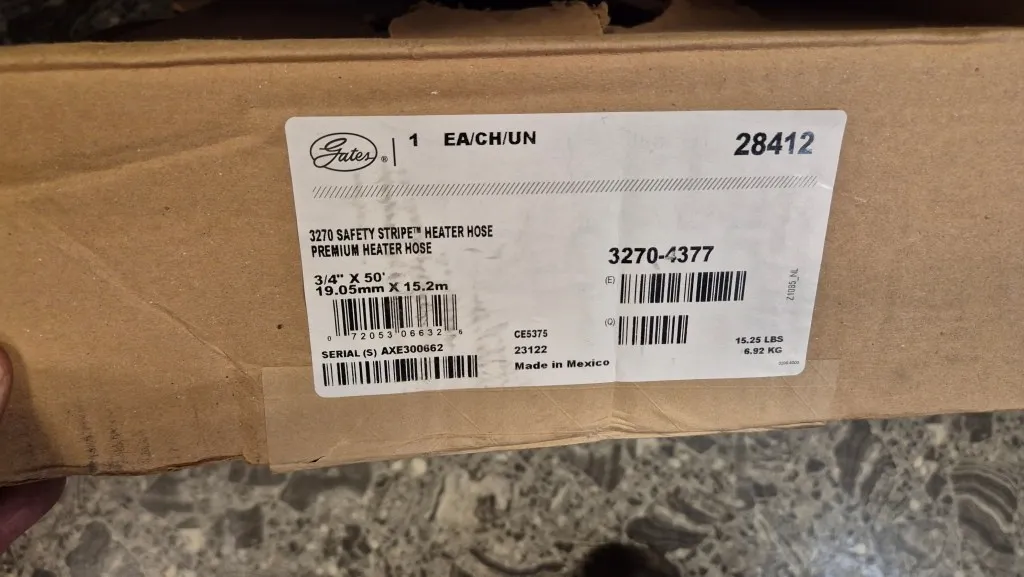 Gates® 1 EA/CH/UN 28412
3270 SAFETY STRIPE™ HEATER HOSE
PREMIUM HEATER HOSE
3270-4377
3/4" X 50'
19.05mm X 15.2m
(E)
Z1085_NL
0 72053 06632 6
(Q)
CE5375
15.25 LBS
SERIAL (S) AXE300662
23122
6.92 KG
Made in Mexico